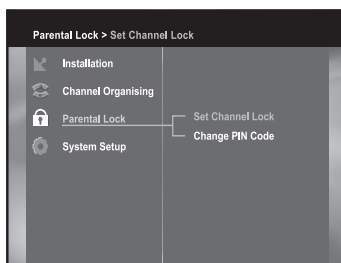 Parental Lock > Set Channel Lock
Installation
Channel Organising
Parental Lock
Set Channel Lock
Change PIN Code
System Setup